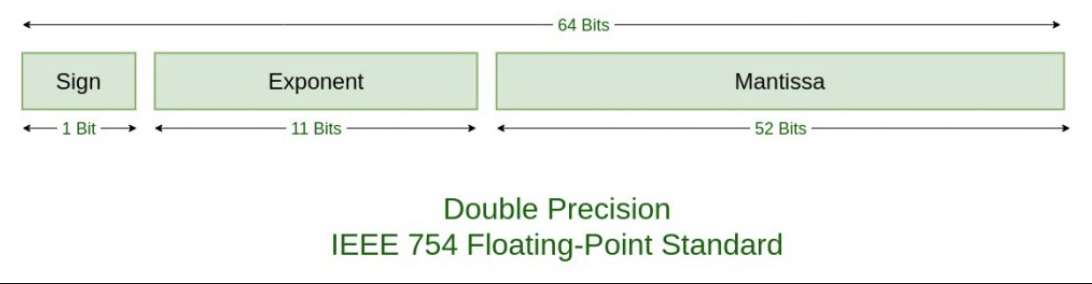 64 Bits
Sign Exponent Mantissa
1 Bit 11 Bits 52 Bits
Double Precision
IEEE 754 Floating-Point Standard